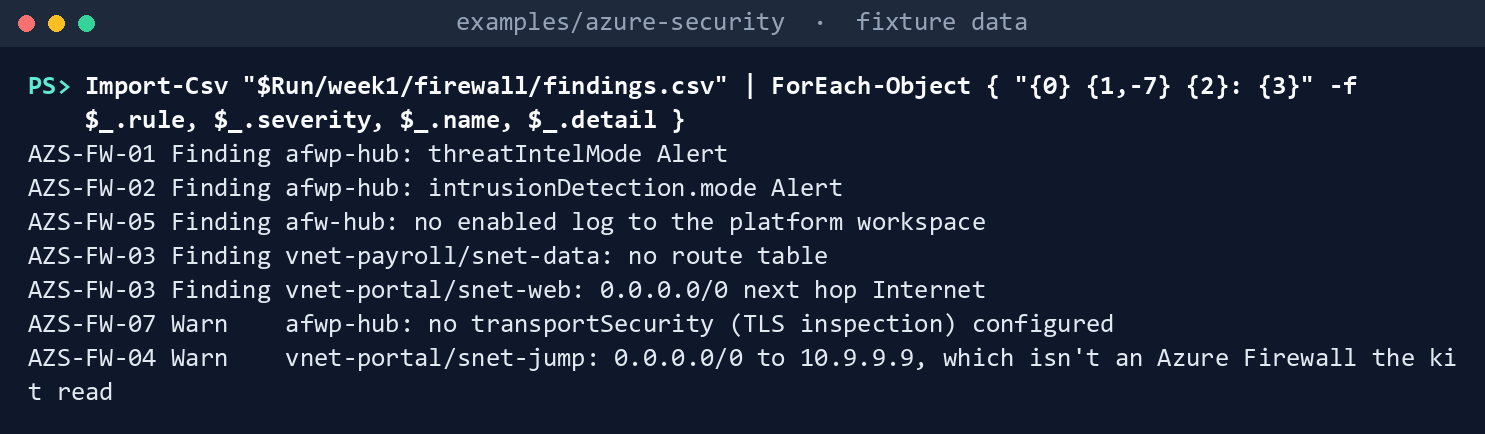 examples/azure-security · fixture data
PS> Import-Csv "$Run/week1/firewall/findings.csv" | ForEach-Object { "{0} {1,-7} {2}: {3}" -f
    $_.rule, $_.severity, $_.name, $_.detail }
AZS-FW-01 Finding afwp-hub: threatIntelMode Alert
AZS-FW-02 Finding afwp-hub: intrusionDetection.mode Alert
AZS-FW-05 Finding afw-hub: no enabled log to the platform workspace
AZS-FW-03 Finding vnet-payroll/snet-data: no route table
AZS-FW-03 Finding vnet-portal/snet-web: 0.0.0.0/0 next hop Internet
AZS-FW-07 Warn    afwp-hub: no transportSecurity (TLS inspection) configured
AZS-FW-04 Warn    vnet-portal/snet-jump: 0.0.0.0/0 to 10.9.9.9, which isn't an Azure Firewall the ki
t read